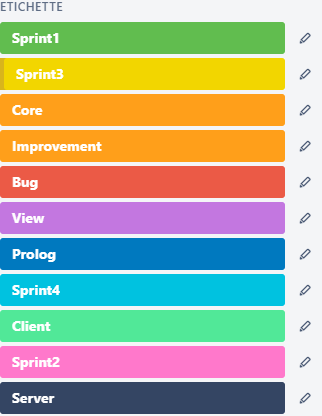 ETICHETTE
Sprint1
Sprint3
Core
Improvement
Bug
View
Prolog
Sprint4
Client
Sprint2
Server